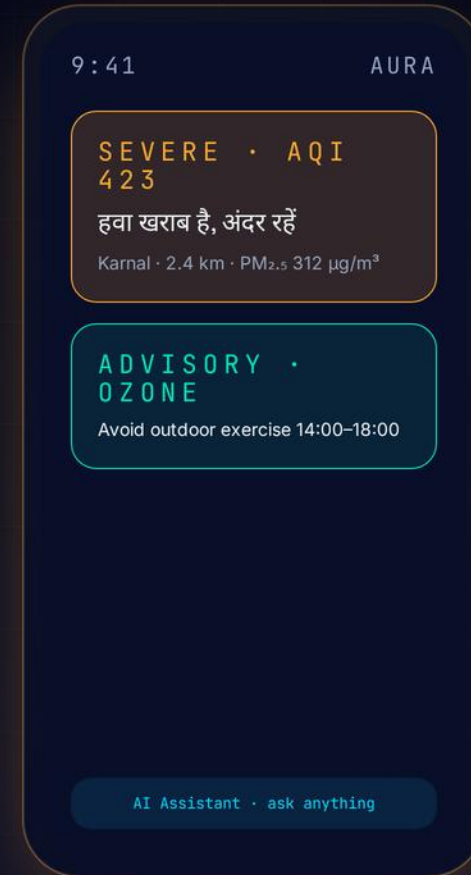 9:41 AURA
SEVERE · AQI
423
हवा खराब है, अंदर रहें
Karnal · 2.4 km · PM₂.₅ 312 µg/m³
ADVISORY ·
OZONE
Avoid outdoor exercise 14:00–18:00
AI Assistant · ask anything